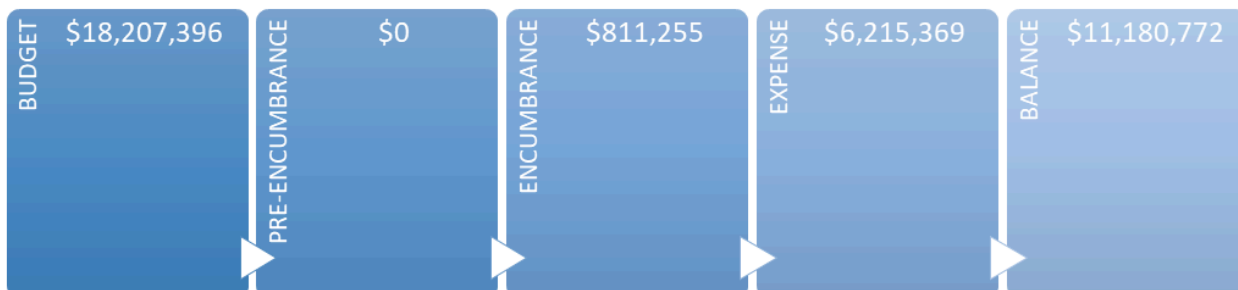 BUDGET
$18,207,396
PRE-ENCUMBRANCE
$0
ENCUMBRANCE
$811,255
EXPENSE
$6,215,369
BALANCE
$11,180,772